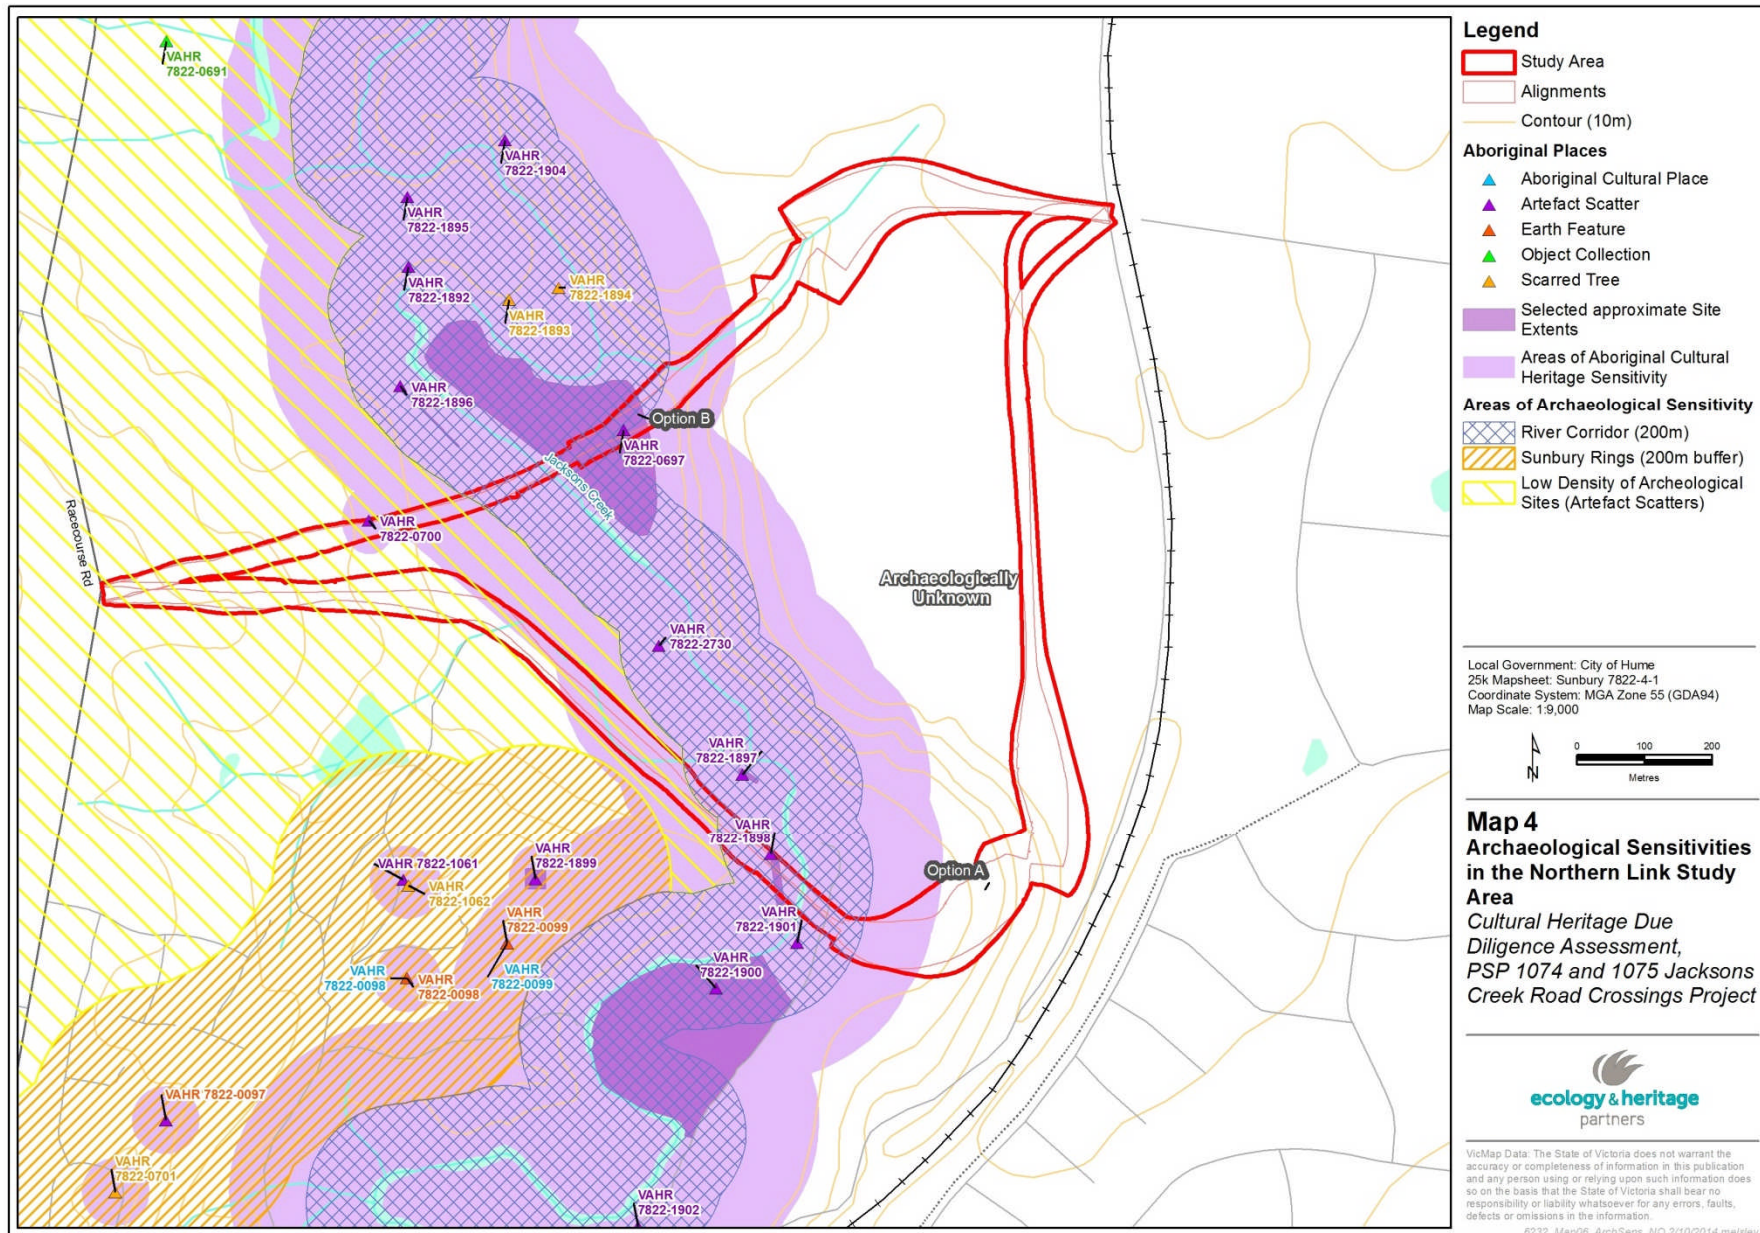 VAHR
7822-0691
VAHR
7822-1904
VAHR
7822-1895
VAHR
7822-1892
VAHR
7822-1894
VAHR
7822-1893
VAHR
7822-1896
Option B
VAHR
7822-0697
Jacksons Creek
VAHR
7822-0700
Racecourse Rd
Archaeologically
Unknown
VAHR
7822-2730
VAHR
7822-1897
VAHR
7822-1898
Option A
VAHR 7822-1061
VAHR
7822-1062
VAHR
7822-1899
VAHR
7822-0099
VAHR
7822-1901
VAHR
7822-0098
VAHR
7822-0098
VAHR
7822-0099
VAHR
7822-1900
VAHR 7822-0097
VAHR
7822-0701
VAHR
7822-1902
Legend
Study Area
Alignments
Contour (10m)
Aboriginal Places
Aboriginal Cultural Place
Artefact Scatter
Earth Feature
Object Collection
Scarred Tree
Selected approximate Site
Extents
Areas of Aboriginal Cultural
Heritage Sensitivity
Areas of Archaeological Sensitivity
River Corridor (200m)
Sunbury Rings (200m buffer)
Low Density of Archeological
Sites (Artefact Scatters)
Local Government: City of Hume
25k Mapsheet: Sunbury 7822-4-1
Coordinate System: MGA Zone 55 (GDA94)
Map Scale: 1:9,000
N
0 100 200
Metres
Map 4
Archaeological Sensitivities
in the Northern Link Study
Area
Cultural Heritage Due
Diligence Assessment,
PSP 1074 and 1075 Jacksons
Creek Road Crossings Project
ecology & heritage
partners
VicMap Data: The State of Victoria does not warrant the
accuracy or completeness of information in this publication
and any person using or relying upon such information does
so on the basis that the State of Victoria shall bear no
responsibility or liability whatsoever for any errors, faults,
defects or omissions in the information.